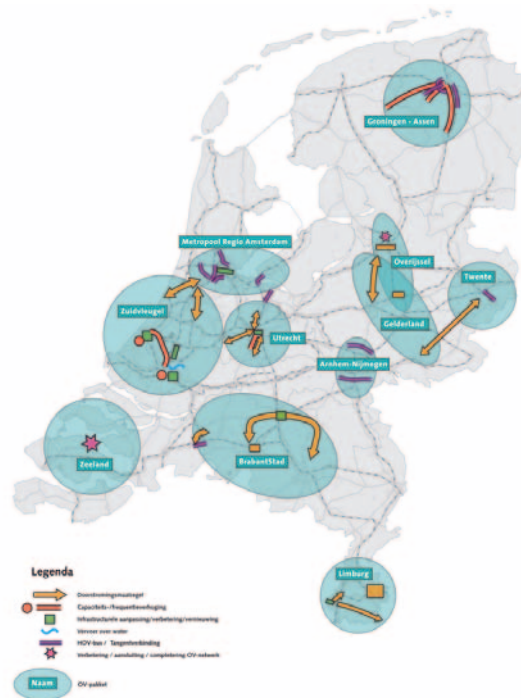 Groningen - Assen
Metropool Regio Amsterdam
Overijssel
Twente
Zuidvleugel
Utrecht
Gelderland
Arnhem-Nijmegen
Zeeland
BrabantStad
Limburg
Legenda
Doorstromingsmaatregel
Capaciteits-/frequentieverhoging
Infrastructurele aanpassing/verbetering/vernieuwing
Vervoer over water
HOV-bus / Tangentverbinding
Verbetering / aansluiting / completering OV-netwerk
Naam
OV-pakket